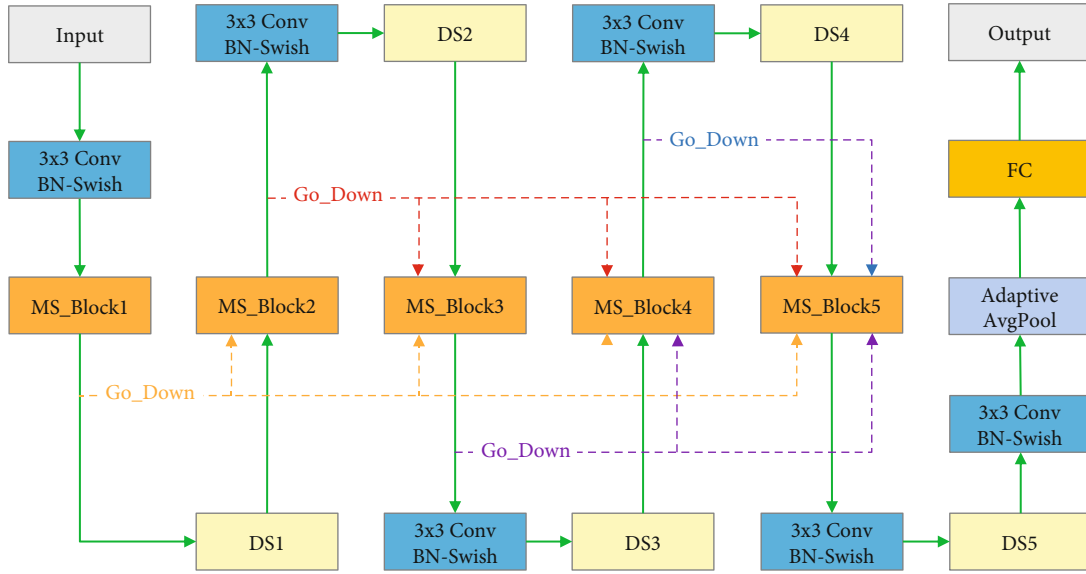 Input
3x3 Conv
BN-Swish
DS2
3x3 Conv
BN-Swish
DS4
Output
3x3 Conv
BN-Swish
Go_Down
FC
Go_Down
MS_Block1
MS_Block2
MS_Block3
MS_Block4
MS_Block5
Adaptive
AvgPool
Go_Down
3x3 Conv
BN-Swish
Go_Down
DS1
3x3 Conv
BN-Swish
DS3
3x3 Conv
BN-Swish
DS5